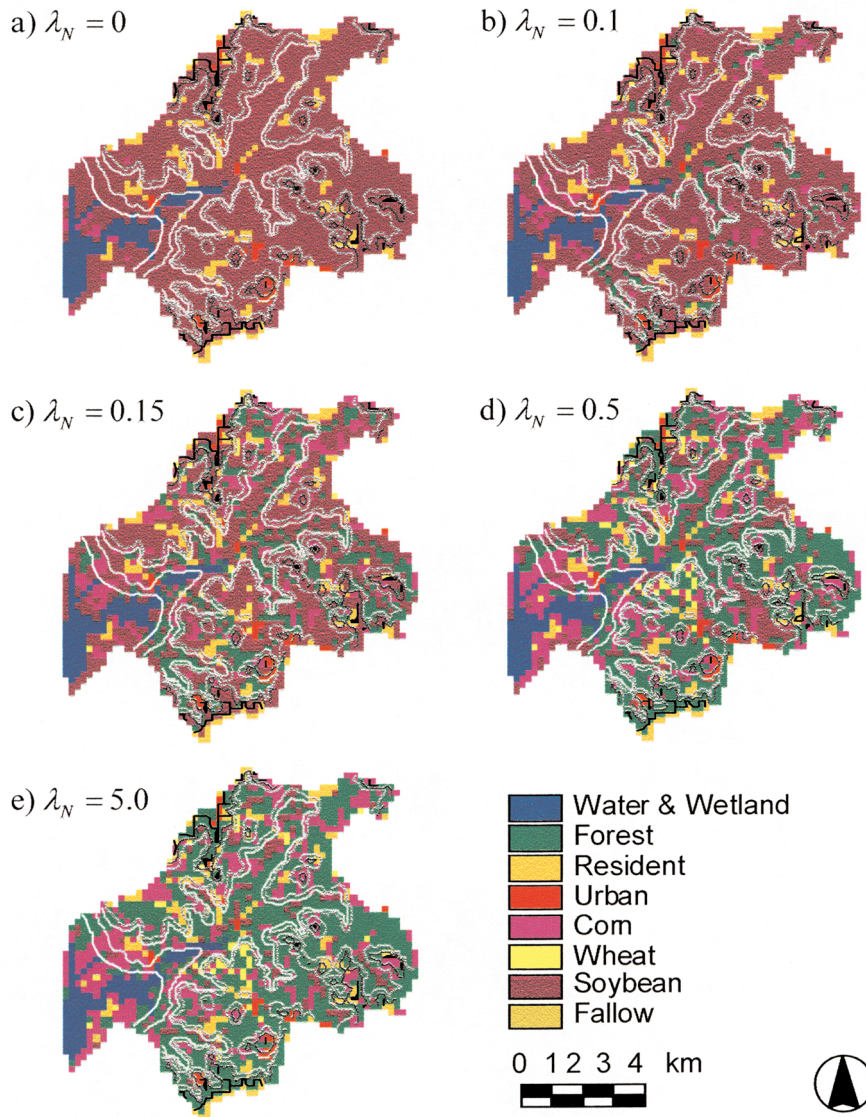 a) λN = 0
b) λN = 0.1
c) λN = 0.15
d) λN = 0.5
e) λN = 5.0
Water & Wetland
Forest
Resident
Urban
Corn
Wheat
Soybean
Fallow
0 1 2 3 4 km